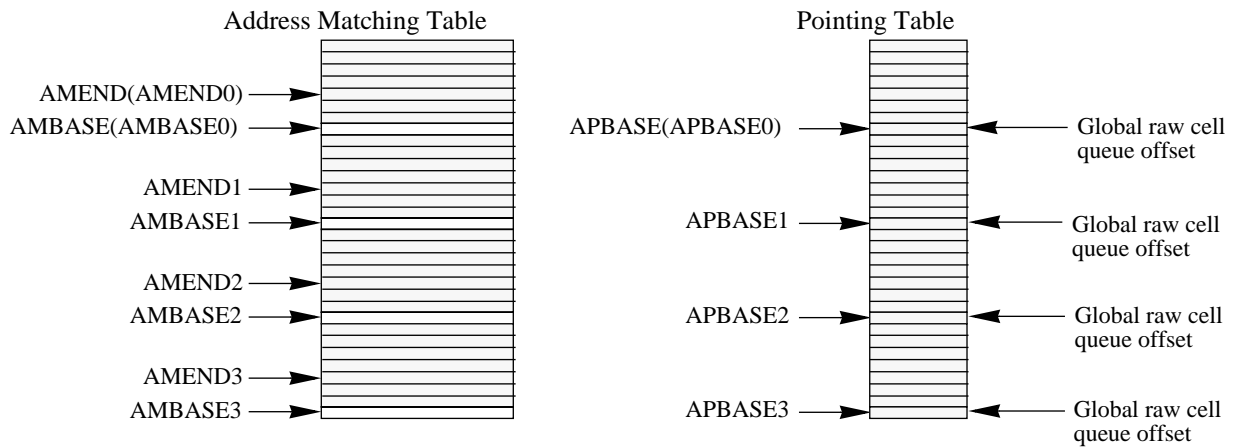 Address Matching Table
AMEND(AMEND0)
AMBASE(AMBASE0)
AMEND1
AMBASE1
AMEND2
AMBASE2
AMEND3
AMBASE3
Pointing Table
APBASE(APBASE0)
Global raw cell
queue offset
APBASE1
Global raw cell
queue offset
APBASE2
Global raw cell
queue offset
APBASE3
Global raw cell
queue offset